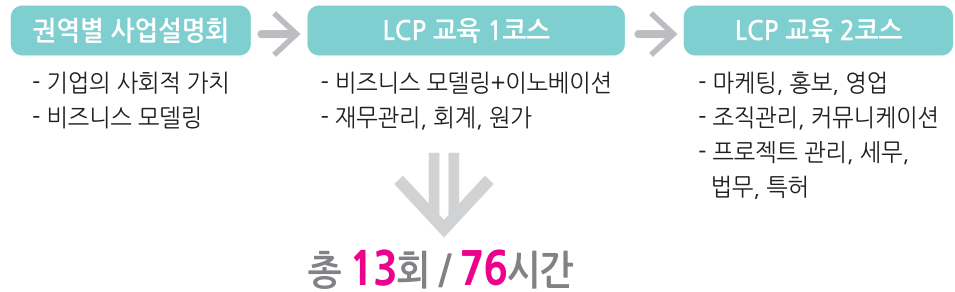 권역별 사업설명회
- 기업의 사회적 가치
- 비즈니스 모델링
LCP 교육 1코스
- 비즈니스 모델링+이노베이션
- 재무관리, 회계, 원가
LCP 교육 2코스
- 마케팅, 홍보, 영업
- 조직관리, 커뮤니케이션
- 프로젝트 관리, 세무,
법무, 특허
총 13회 / 76시간